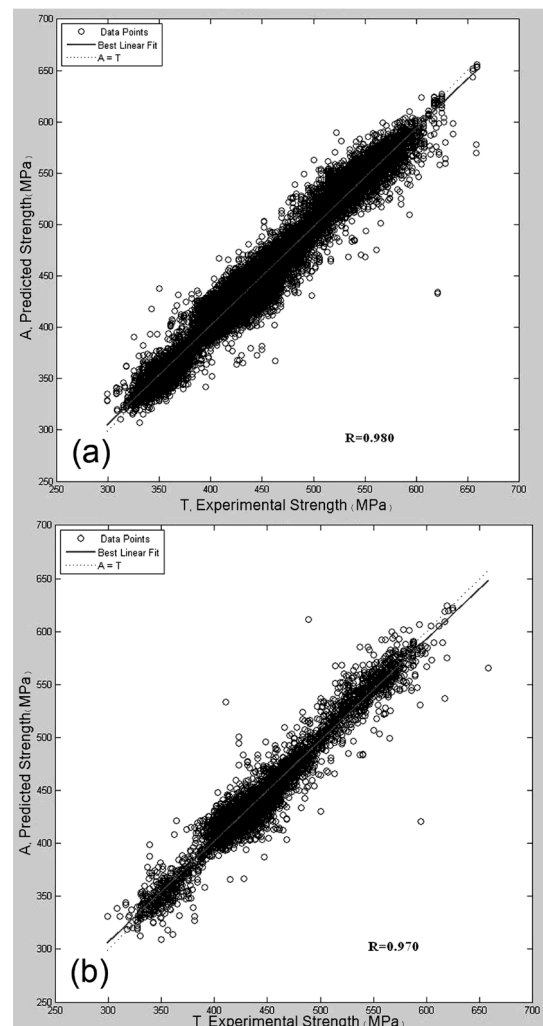 700
Data Points
Best Linear Fit
A = T
650
600
550
500
450
400
350
300
250
A, Predicted Strength(MPa)
R=0.980
(a)
250 300 350 400 450 500 550 600 650 700
T, Experimental Strength (MPa)
700
Data Points
Best Linear Fit
A = T
650
600
550
500
450
400
350
300
250
A, Predicted Strength(MPa)
R=0.970
(b)
250 300 350 400 450 500 550 600 650 700
T, Experimental Strength (MPa)